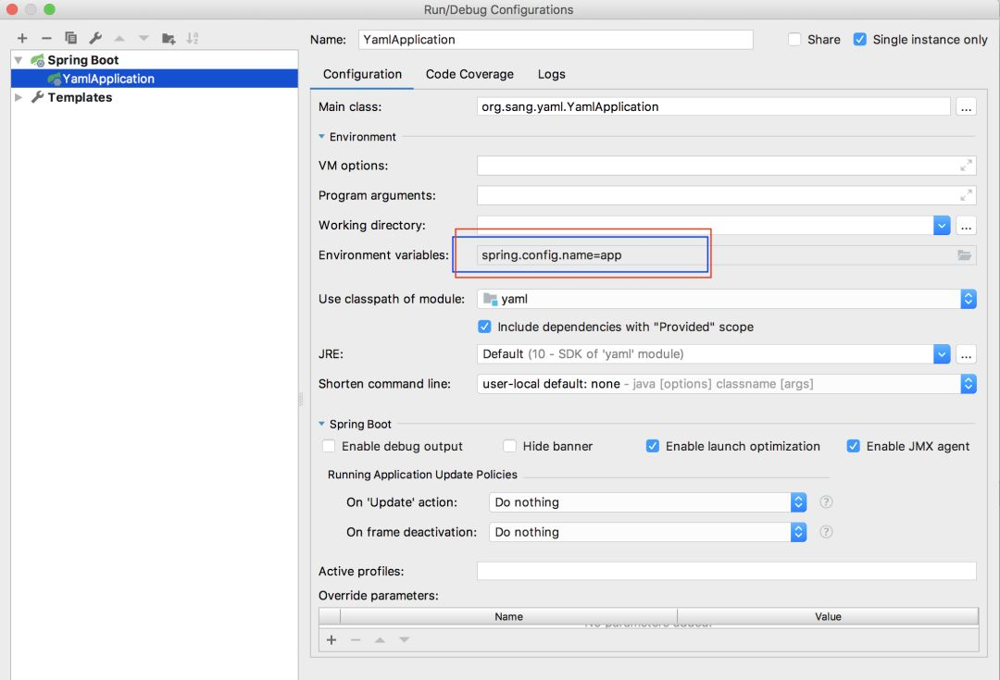 Run/Debug Configurations
Name: YamlApplication Share Single instance only
Spring Boot
YamlApplication
Templates
Configuration Code Coverage Logs
Main class: org.sang.yaml.YamlApplication ...
Environment
VM options:
Program arguments:
Working directory: ...
Environment variables: spring.config.name=app
Use classpath of module: yaml
Include dependencies with "Provided" scope
JRE: Default (10 - SDK of 'yaml' module) ...
Shorten command line: user-local default: none - java [options] classname [args]
Spring Boot
Enable debug output Hide banner Enable launch optimization Enable JMX agent
Running Application Update Policies
On 'Update' action: Do nothing ?
On frame deactivation: Do nothing ?
Active profiles:
Override parameters:
Name Value
No parameters added.